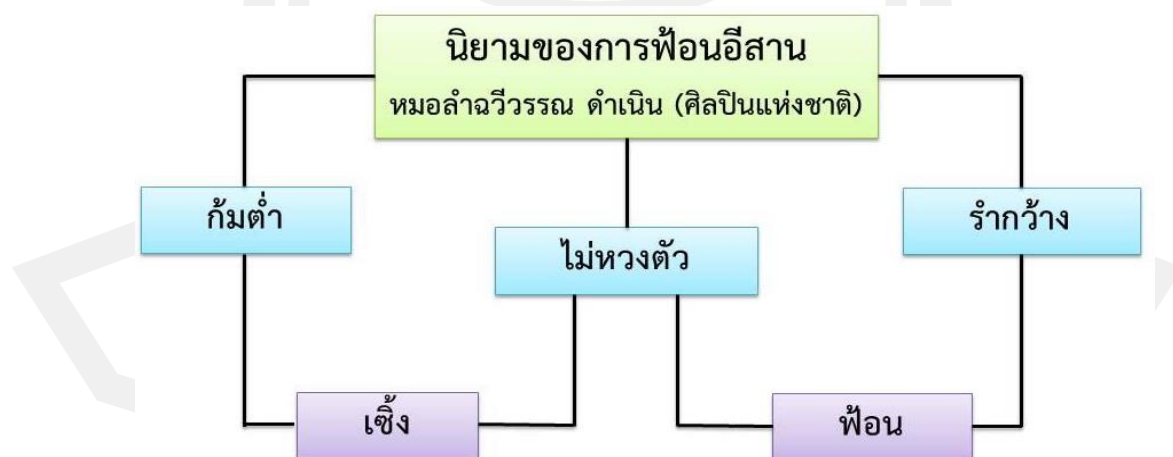 นิยามของการฟ้อนอีสาน
หมอลำฉวีวรรณ ดำเนิน (ศิลปินแห่งชาติ)
ก้มต่ำ
ไม่หวงตัว
รำกว้าง
เซิ้ง
ฟ้อน